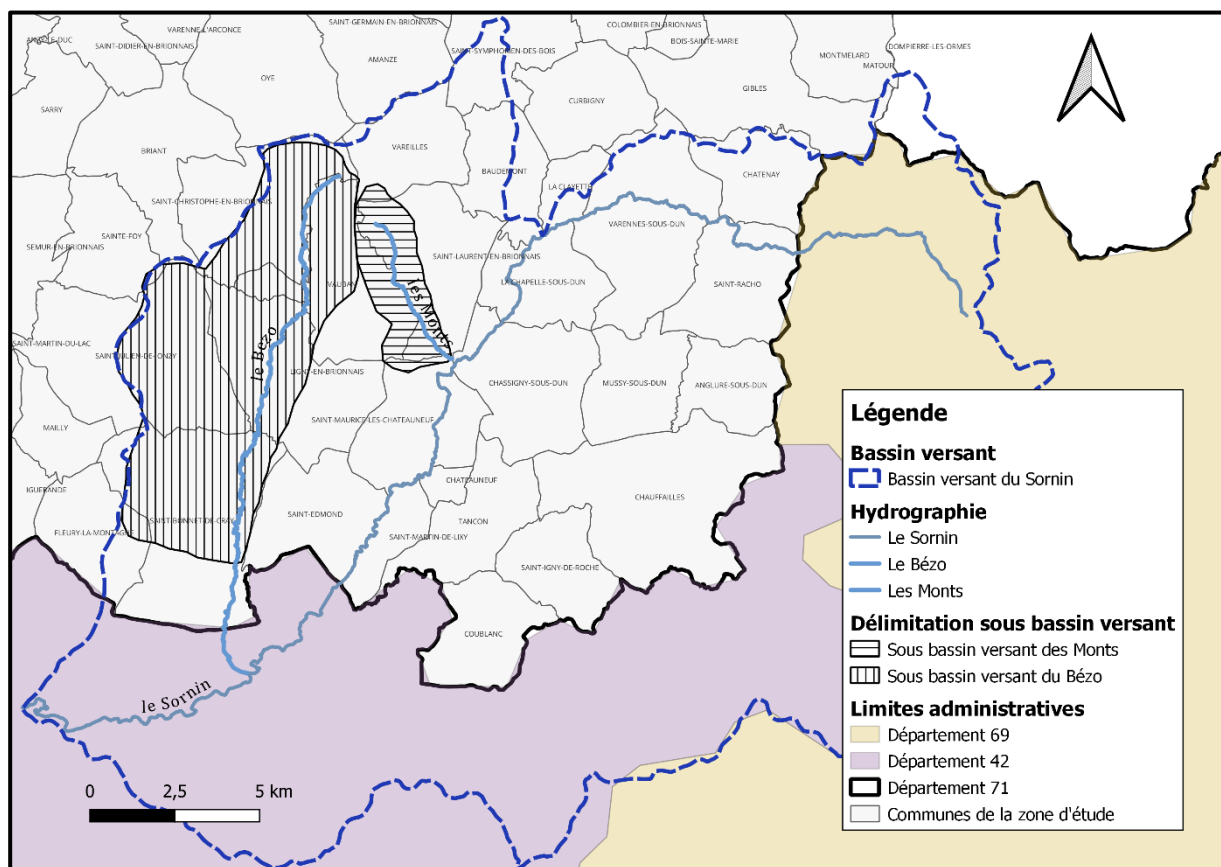 VARENNE-L'ARCONCE
SAINT-GERMAIN-EN-BRIONNAIS
COLOMBIER-EN-BRIONNAIS
SAINT-DIDIER-EN-BRIONNAIS
SAINT-SYMPHORIEN-DES-BOIS
BOIS-SAINTE-MARIE
DOMPIERRE-LES-ORMES
AMANZE
MONTMELARD
MATOUR
OYE
GIBLES
CURBIGNY
SARRY
BRIANT
VAREILLES
BAUDEMONT
CHATENAY
LA CLAYETTE
SAINT-CHRISTOPHE-EN-BRIONNAIS
VARENNES-SOUS-DUN
SAINTE-FOY
SEMUR-EN-BRIONNAIS
SAINT-LAURENT-EN-BRIONNAIS
LA CHAPELLE-SOUS-DUN
SAINT-RACHO
VAUBAN
les Monts
le Bézo
SAINT-MARTIN-DU-LAC
SAINT-JULIEN-DE-JONZY
LIGNY-EN-BRIONNAIS
CHASSIGNY-SOUS-DUN
MUSSY-SOUS-DUN
ANGLURE-SOUS-DUN
SAINT-MAURICE-LES-CHATEAUNEUF
MAILLY
CHATEAUNEUF
IGUERANDE
CHAUFFAILLES
SAINT-EDMOND
TANCON
SAINT-BONNET-DE-CRAY
FLEURY-LA-MONTAGNE
SAINT-MARTIN-DE-LIXY
SAINT-IGNY-DE-ROCHE
COUBLANC
le Sornin
0 2,5 5 km
Légende
Bassin versant
Bassin versant du Sornin
Hydrographie
Le Sornin
Le Bézo
Les Monts
Délimitation sous bassin versant
Sous bassin versant des Monts
Sous bassin versant du Bézo
Limites administratives
Département 69
Département 42
Département 71
Communes de la zone d'étude